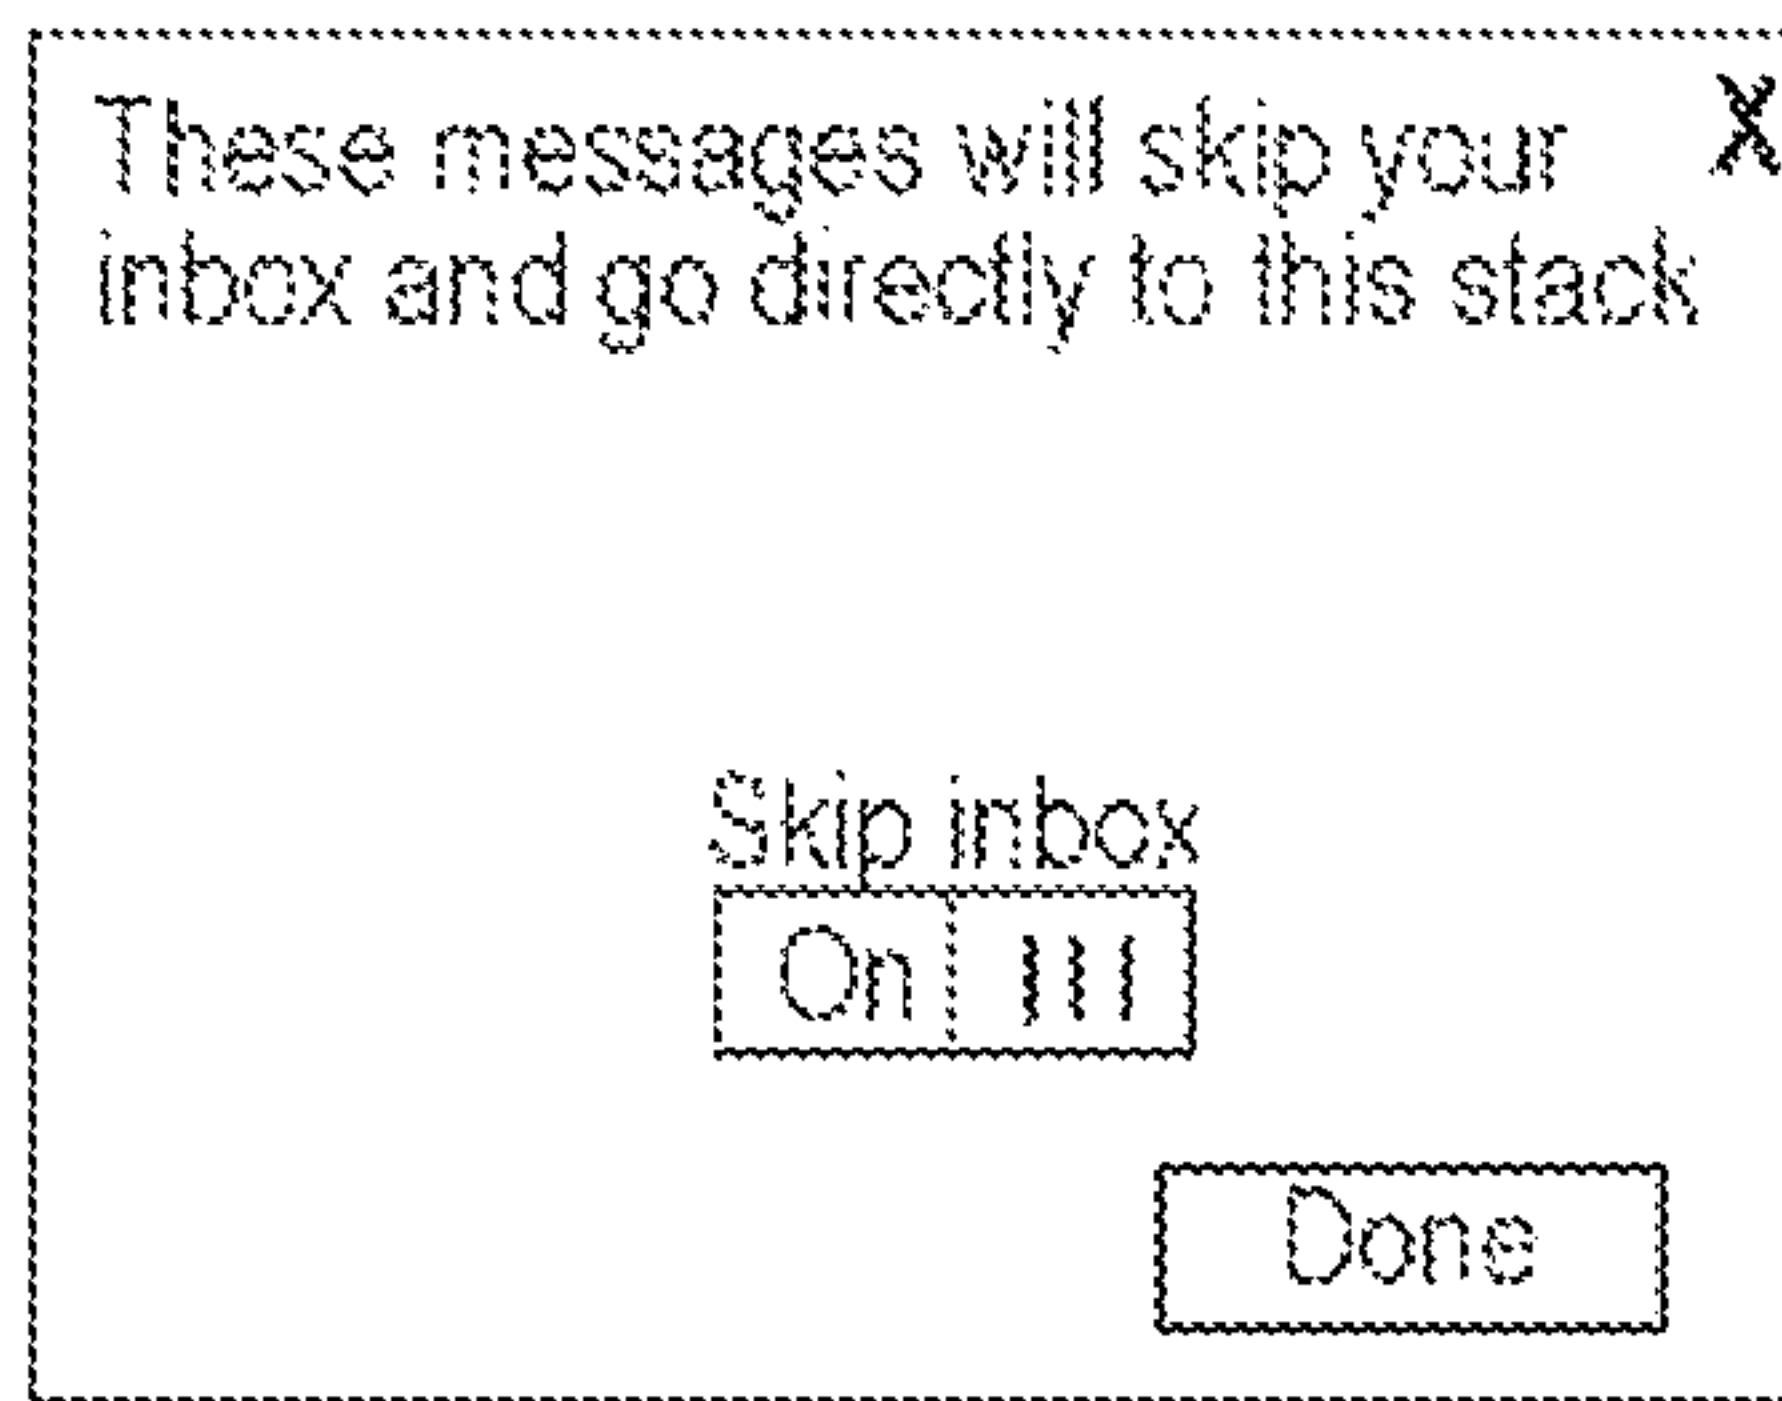 These messages will skip your X
inbox and go directly to this stack
Skip inbox
On
Done